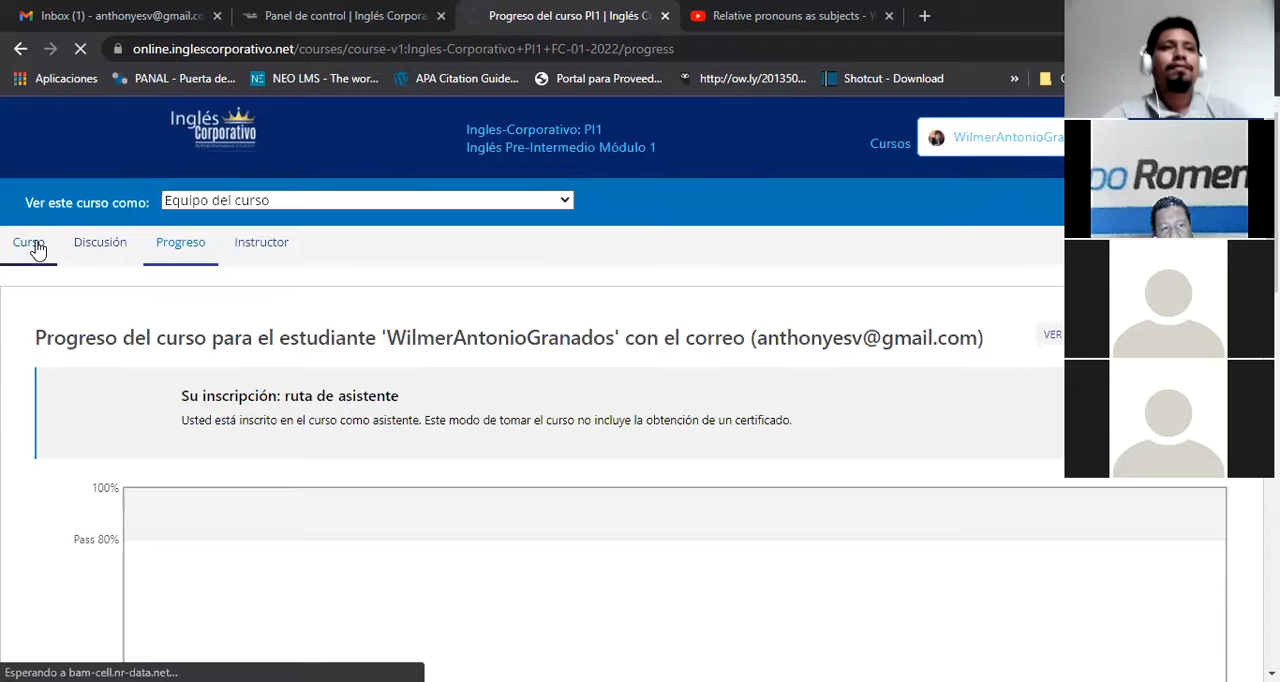 Inbox (1) - anthonyesv@gmail.co
Panel de control | Inglés Corpora
Progreso del curso PI1 | Inglés C
Relative pronouns as subjects - Y
online.inglescorporativo.net/courses/course-v1:Ingles-Corporativo+PI1+FC-01-2022/progress
Aplicaciones
PANAL - Puerta de...
NEO LMS - The wor...
APA Citation Guide...
Portal para Proveed...
http://ow.ly/201350...
Shotcut - Download
»
Inglés
Corporativo
Ingles-Corporativo: PI1
Inglés Pre-Intermedio Módulo 1
Cursos
WilmerAntonioGra
Ver este curso como:
Equipo del curso
Curso
Discusión
Progreso
Instructor
Progreso del curso para el estudiante 'WilmerAntonioGranados' con el correo (anthonyesv@gmail.com)
VER
Su inscripción: ruta de asistente
Usted está inscrito en el curso como asistente. Este modo de tomar el curso no incluye la obtención de un certificado.
100%
Pass 80%
Esperando a bam-cell.nr-data.net...
po Romen